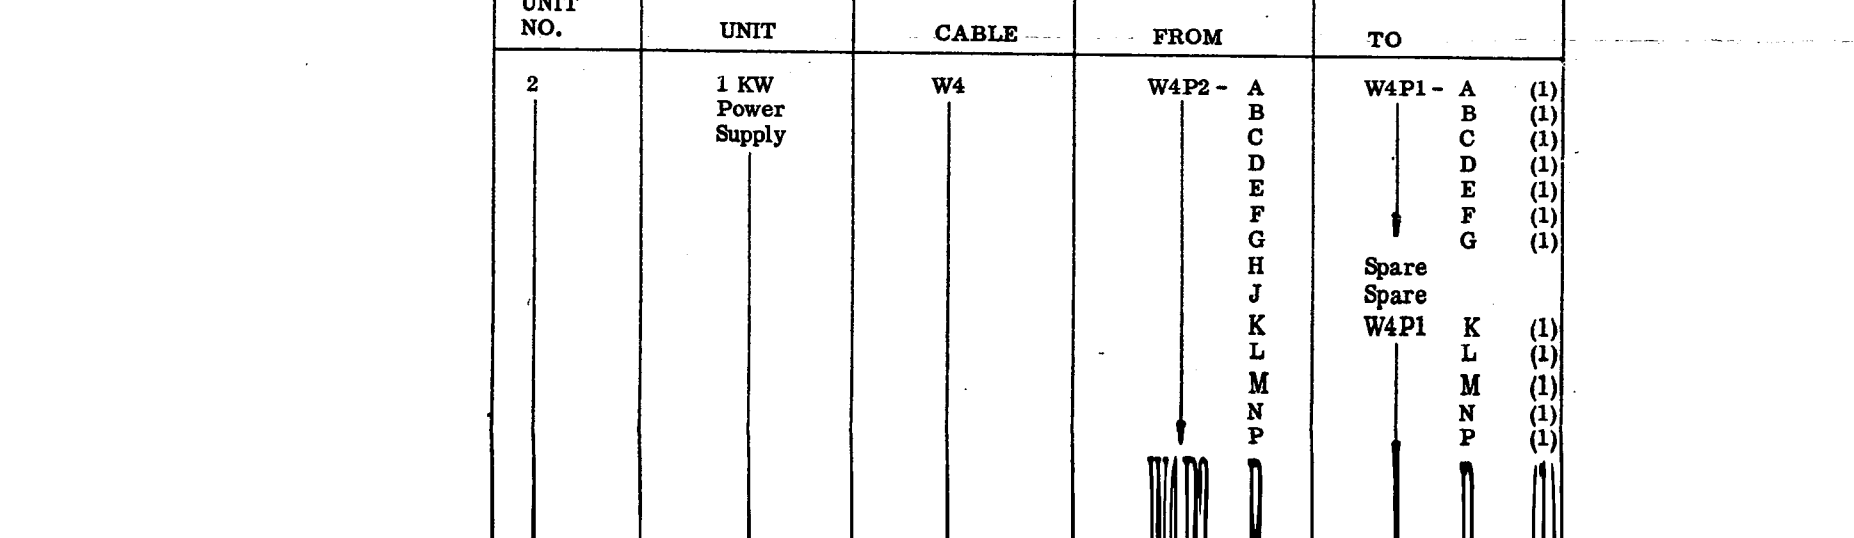 UNIT
NO. UNIT CABLE FROM TO
2 1 KW W4 W4P2 - A W4P1 - A (1)
Power B B (1)
Supply C C (1)
D D (1)
E E (1)
F F (1)
G G (1)
H Spare
J Spare
K W4P1 K (1)
L L (1)
M M (1)
N N (1)
P P (1)